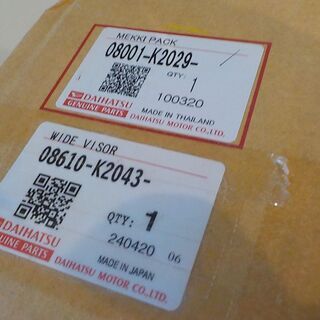 MEKKI PACK
08001-K2029-
QTY: 1
100320
DAIHATSU
GENUINE PARTS
MADE IN THAILAND
DAIHATSU MOTOR CO.,LTD.
WIDE VISOR
08610-K2043-
QTY: 1
240420 06
DAIHATSU
GENUINE PARTS
MADE IN JAPAN
DAIHATSU MOTOR CO.,LTD.